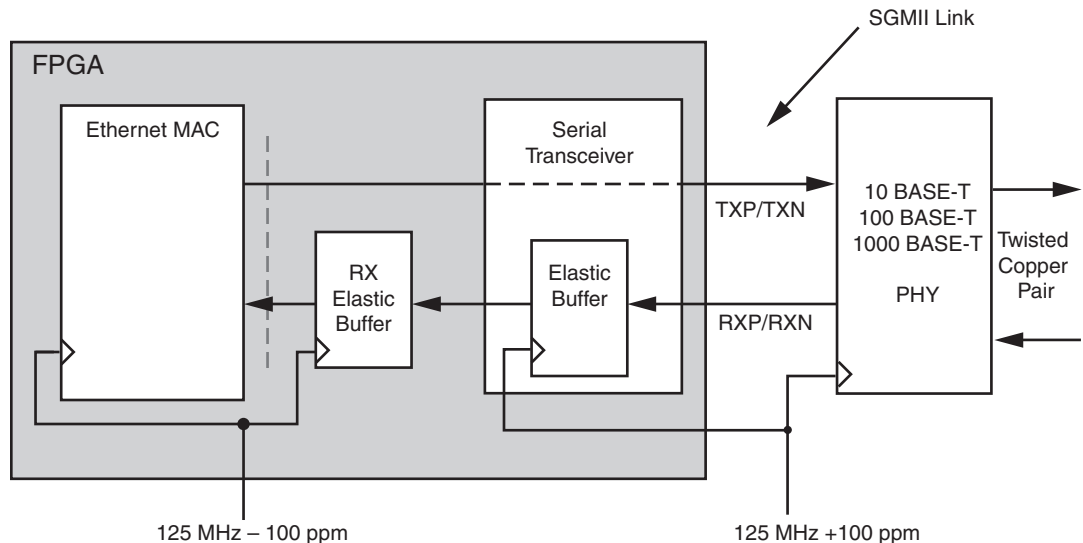 SGMII Link
FPGA
Ethernet MAC
Serial
Transceiver
TXP/TXN
10 BASE-T
100 BASE-T
1000 BASE-T
PHY
Twisted
Copper
Pair
RX
Elastic
Buffer
Elastic
Buffer
RXP/RXN
125 MHz – 100 ppm
125 MHz +100 ppm